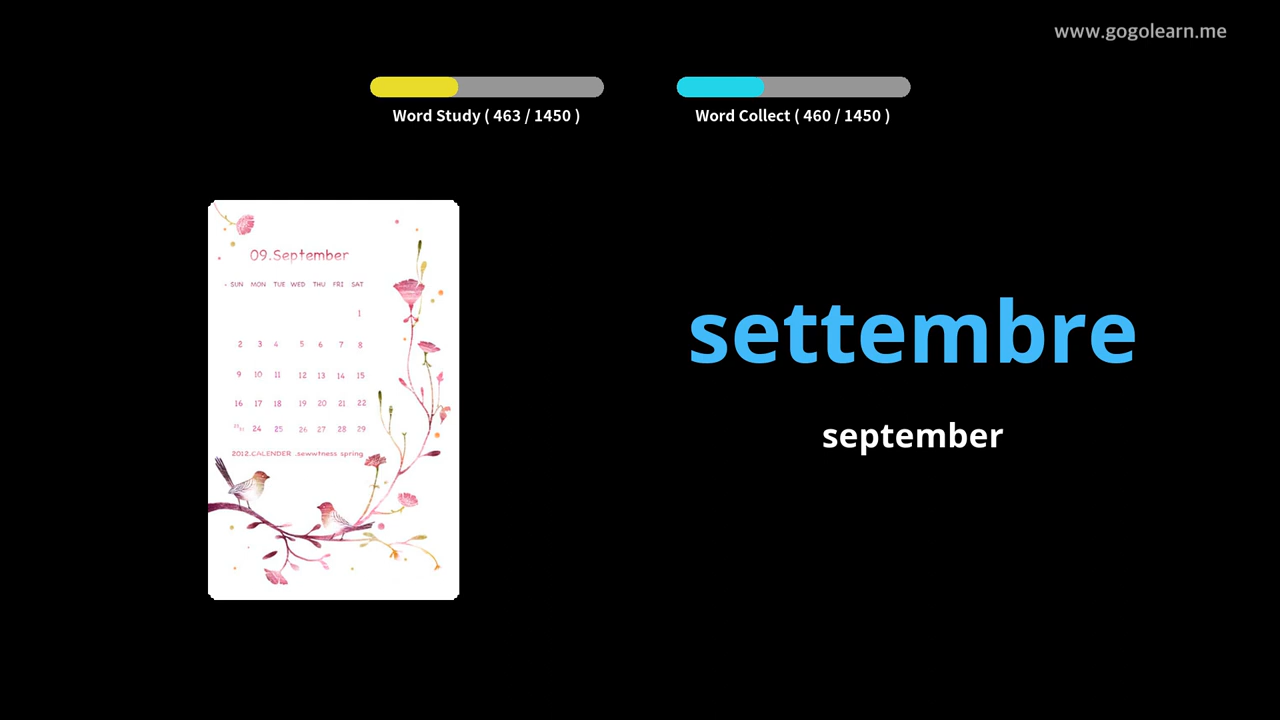 www.gogolearn.me
Word Study ( 463 / 1450 )
Word Collect ( 460 / 1450 )
09.September
SUN MON TUE WED THU FRI SAT
1
2 3 4 5 6 7 8
9 10 11 12 13 14 15
16 17 18 19 20 21 22
24 25 26 27 28 29
2012.CALENDER .sewwtness spring
settembre
september